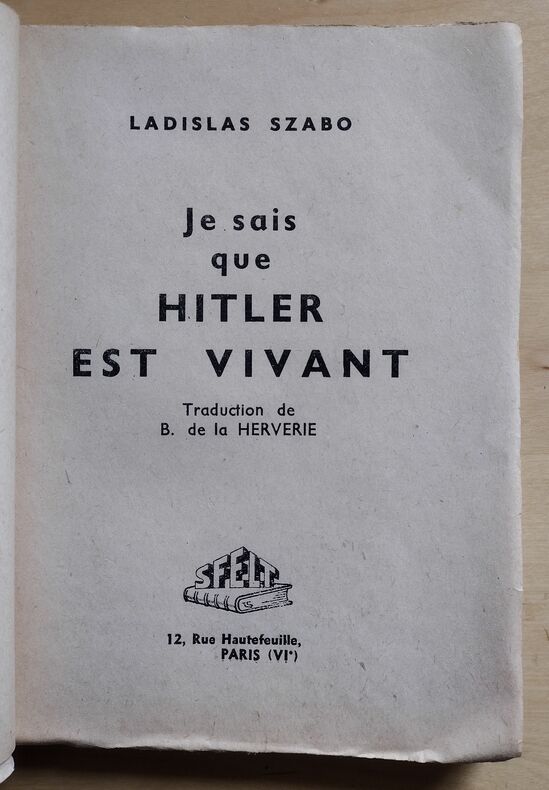 LADISLAS SZABO
Je sais
que
HITLER
EST VIVANT
Traduction de
B. de la HERVERIE
SFELT
12, Rue Hautefeuille,
PARIS (VIe)